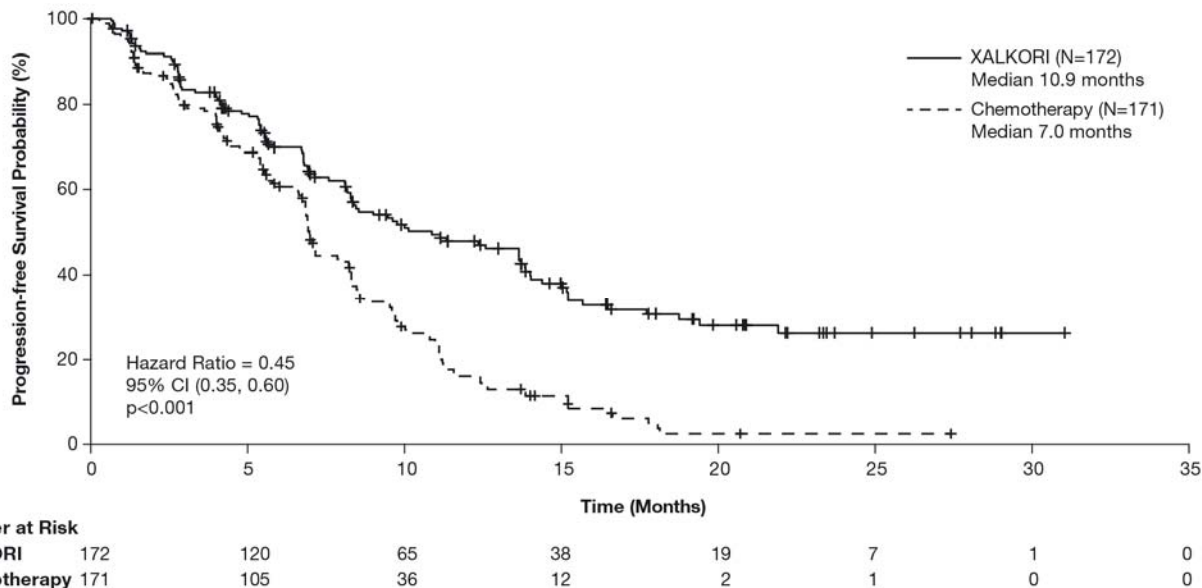 Progression-free Survival Probability (%)
100
80
60
40
20
0
XALKORI (N=172)
Median 10.9 months
Chemotherapy (N=171)
Median 7.0 months
Hazard Ratio = 0.45
95% CI (0.35, 0.60)
p<0.001
0 5 10 15 20 25 30 35
Time (Months)
er at Risk
ORI 172 120 65 38 19 7 1 0
otherapy 171 105 36 12 2 1 0 0